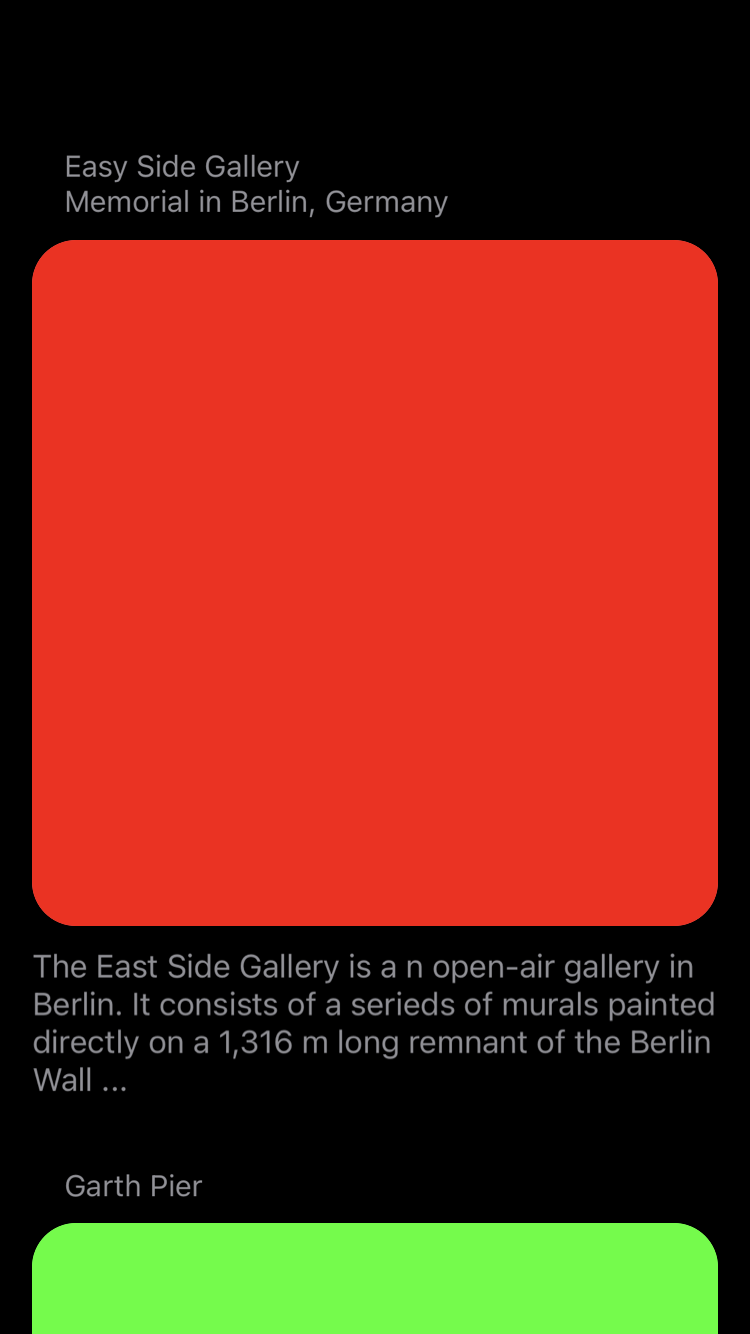 Easy Side Gallery
Memorial in Berlin, Germany
The East Side Gallery is a n open-air gallery in
Berlin. It consists of a serieds of murals painted
directly on a 1,316 m long remnant of the Berlin
Wall ...
Garth Pier